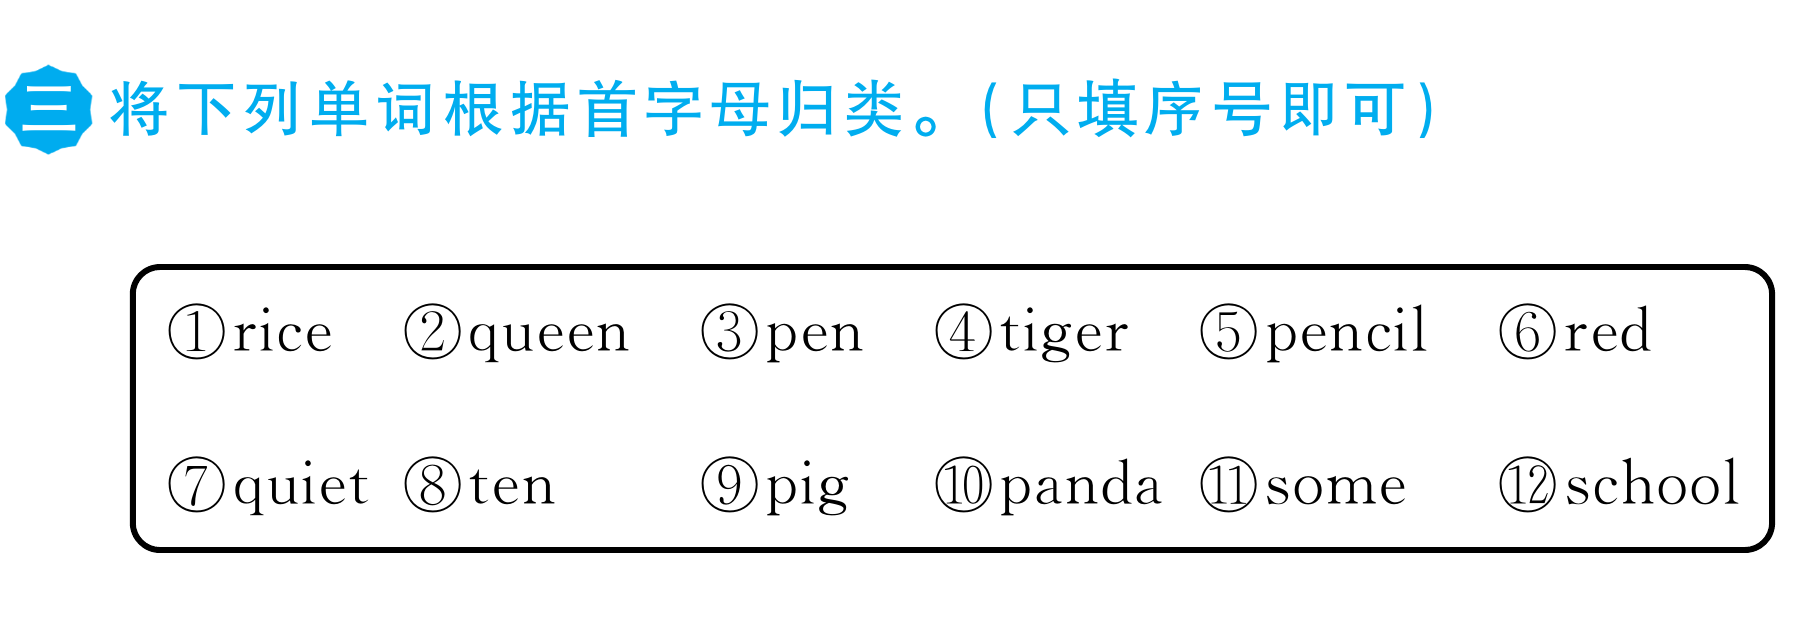 三 将下列单词根据首字母归类。(只填序号即可)
①rice ②queen ③pen ④tiger ⑤pencil ⑥red
⑦quiet ⑧ten ⑨pig ⑩panda ⑪some ⑫school